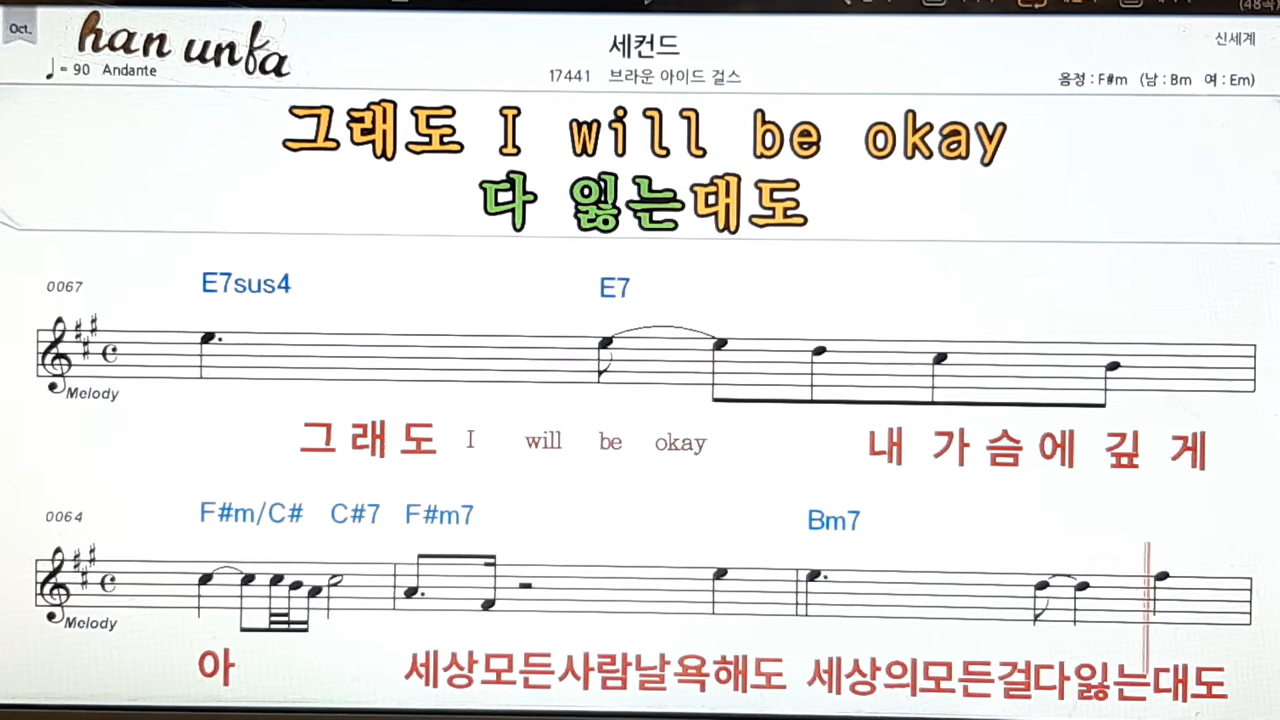 (48곡)
Oct.
han unfa
♩= 90 Andante
세컨드
17441 브라운 아이드 걸스
신세계
음정 : F#m (남 : Bm 여 : Em)
그래도 I will be okay
다 잃는대도
0067
E7sus4 E7
Melody
그래도 I will be okay 내 가슴에 깊 게
0064
F#m/C# C#7 F#m7 Bm7
Melody
아 세상모든사람날욕해도 세상의모든걸다잃는대도